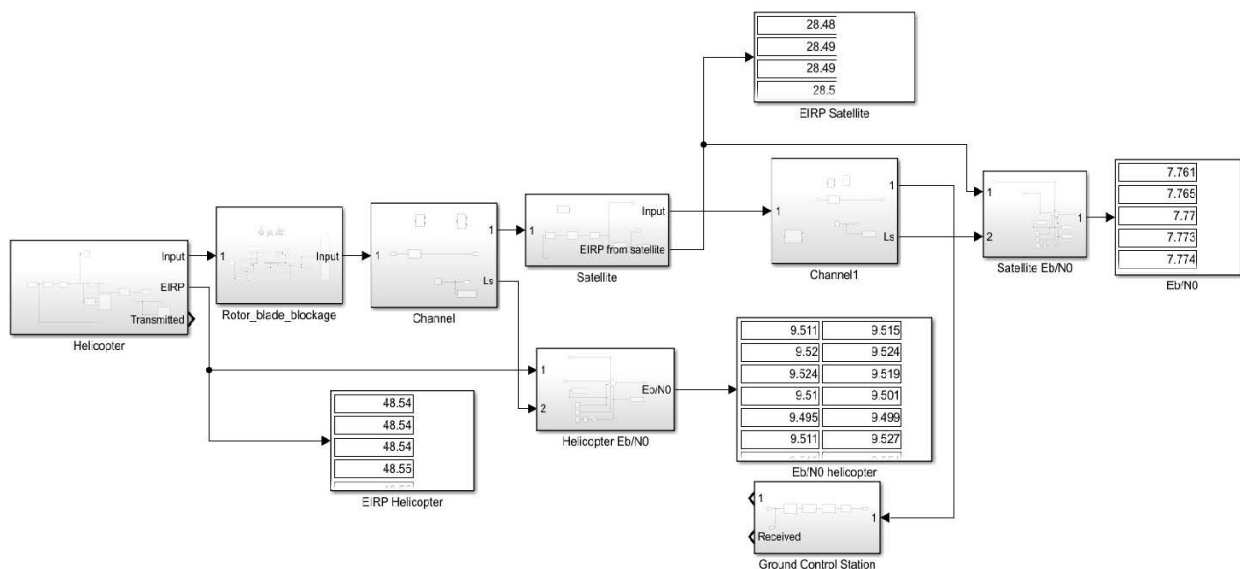 28.48
28.49
28.49
28.5
EIRP Satellite
Input
EIRP
Transmitted
Helicopter
1
Input
Rotor_blade_blockage
1
1
Ls
Channel
1
Input
EIRP from satellite
Satellite
1
1
Ls
Channel1
1
2
1
Satellite Eb/N0
7.761
7.765
7.77
7.773
7.774
Eb/N0
1
2
Eb/N0
Helicopter Eb/N0
9.511 9.515
9.52 9.524
9.524 9.519
9.51 9.501
9.495 9.499
9.511 9.527
Eb/N0 helicopter
48.54
48.54
48.54
48.55
EIRP Helicopter
1
Received
1
Ground Control Station